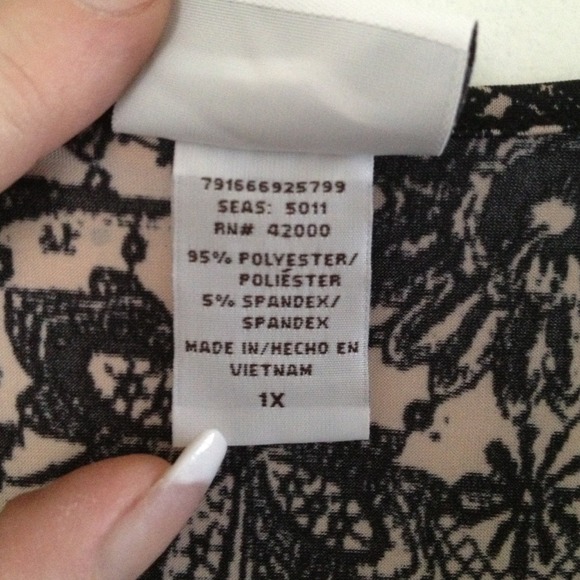 791666925799
SEAS: 5011
RN# 42000
95% POLYESTER/
POLIÉSTER
5% SPANDEX/
SPANDEX
MADE IN/HECHO EN
VIETNAM
1X